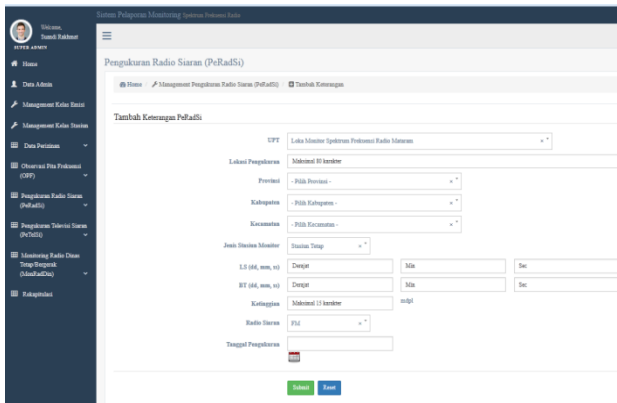 Sistem Pelaporan Monitoring Spektrum Frekuensi Radio
Welcome,
Tuandi Rakhmat
SUPER ADMIN
Home
Data Admin
Management Kelas Emisi
Management Kelas Stasiun
Data Perizinan
Observasi Pita Frekuensi
(OPF)
Pengukuran Radio Siaran
(PeRadSi)
Pengukuran Televisi Siaran
(PeTelSi)
Monitoring Radio Dinas
Tetap/Bergerak
(MonRadDin)
Rekapitulasi
Pengukuran Radio Siaran (PeRadSi)
Home / Management Pengukuran Radio Siaran (PeRadSi) / Tambah Keterangan
Tambah Keterangan PeRadSi
UPT Loka Monitor Spektrum Frekuensi Radio Mataram
Lokasi Pengukuran Maksimal 80 karakter
Provinsi - Pilih Provinsi -
Kabupaten - Pilih Kabupaten -
Kecamatan - Pilih Kecamatan -
Jenis Stasiun Monitor Stasiun Tetap
LS (dd, mm, ss) Derajat Min Sec
BT (dd, mm, ss) Derajat Min Sec
Ketinggian Maksimal 15 karakter mdpl
Radio Siaran FM
Tanggal Pengukuran
Submit Reset